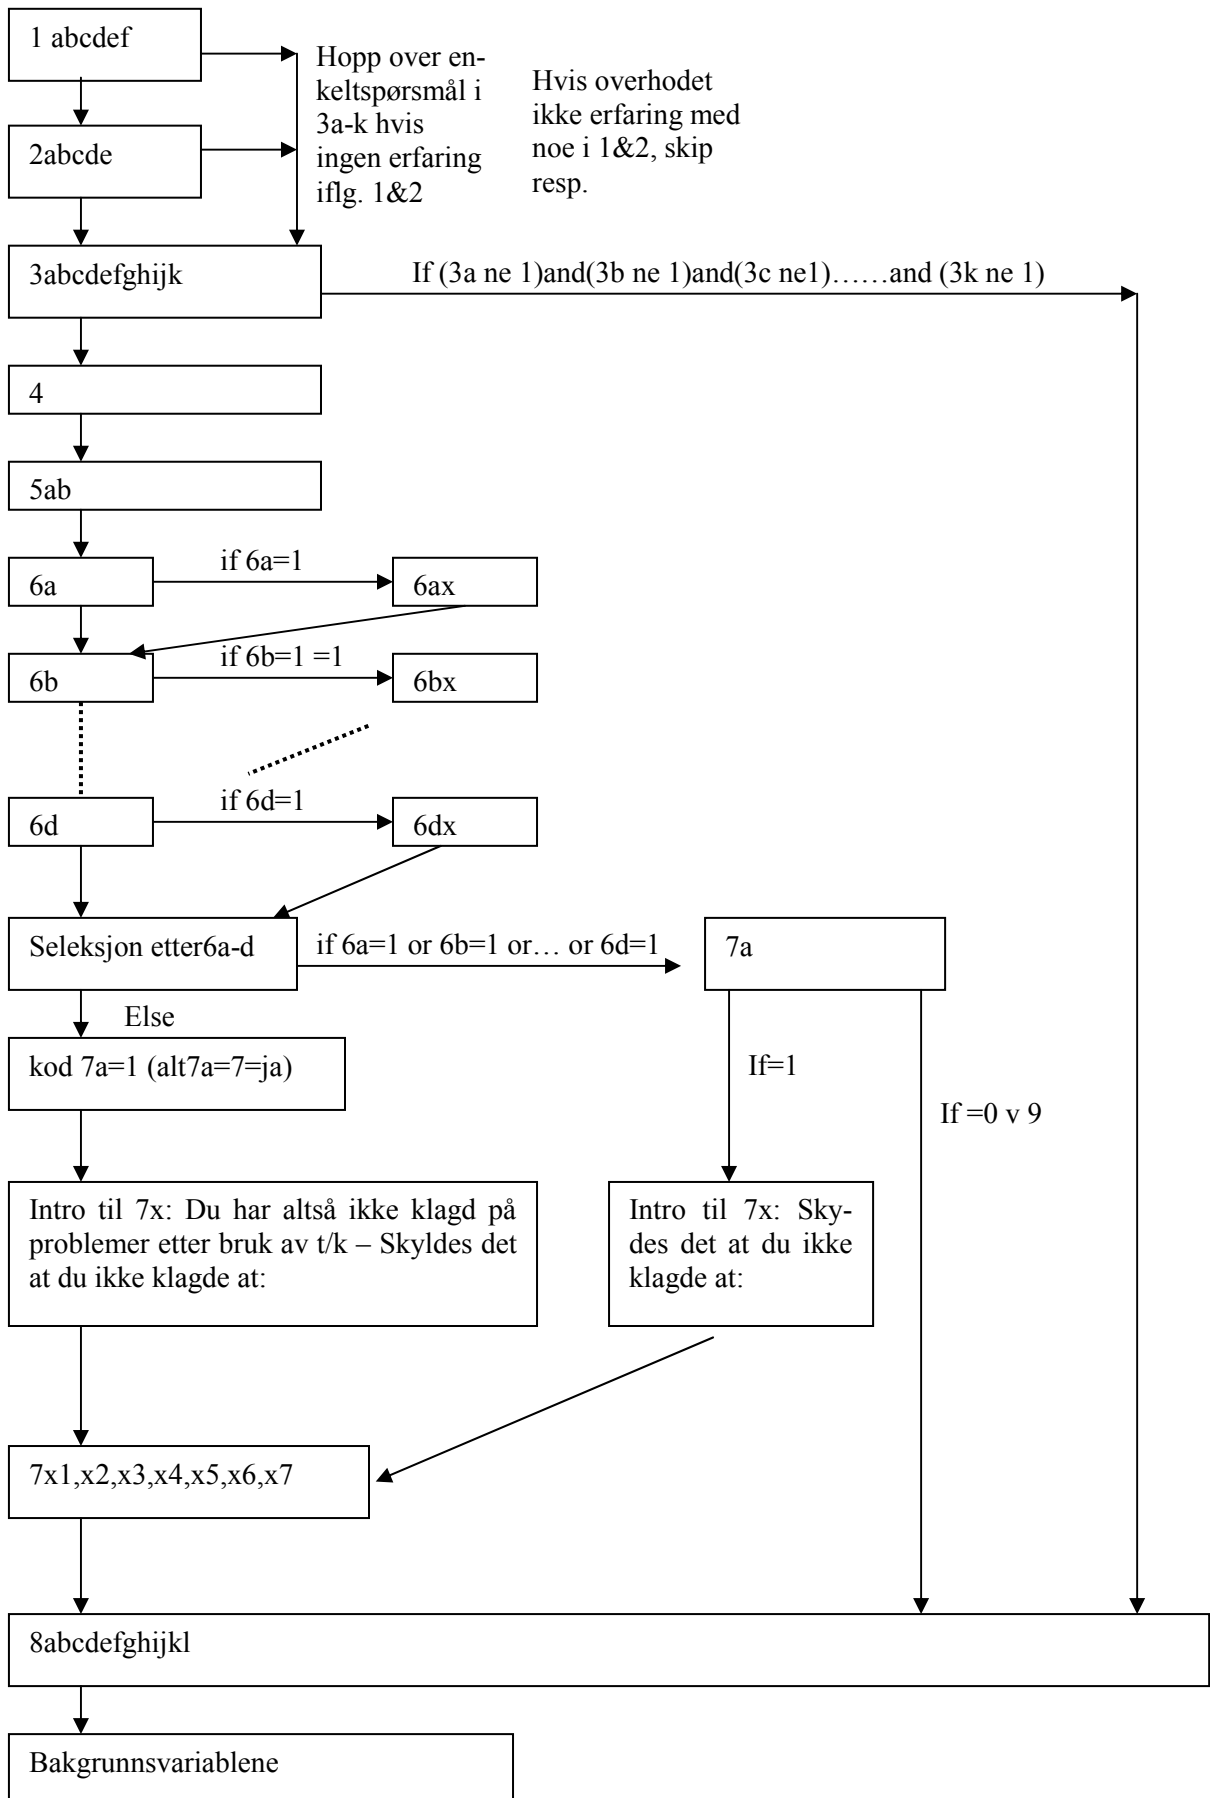 1 abcdef
Hopp over en-
keltspørsmål i
3a-k hvis
ingen erfaring
iflg. 1&2
Hvis overhodet
ikke erfaring med
noe i 1&2, skip
resp.
2abcde
3abcdefghijk
If (3a ne 1)and(3b ne 1)and(3c ne1)……and (3k ne 1)
4
5ab
6a
if 6a=1
6ax
6b
if 6b=1 =1
6bx
6d
if 6d=1
6dx
Seleksjon etter6a-d
if 6a=1 or 6b=1 or… or 6d=1
7a
Else
kod 7a=1 (alt7a=7=ja)
If=1
If =0 v 9
Intro til 7x: Du har altså ikke klagd på
problemer etter bruk av t/k – Skyldes det
at du ikke klagde at:
Intro til 7x: Sky-
des det at du ikke
klagde at:
7x1,x2,x3,x4,x5,x6,x7
8abcdefghijkl
Bakgrunnsvariablene